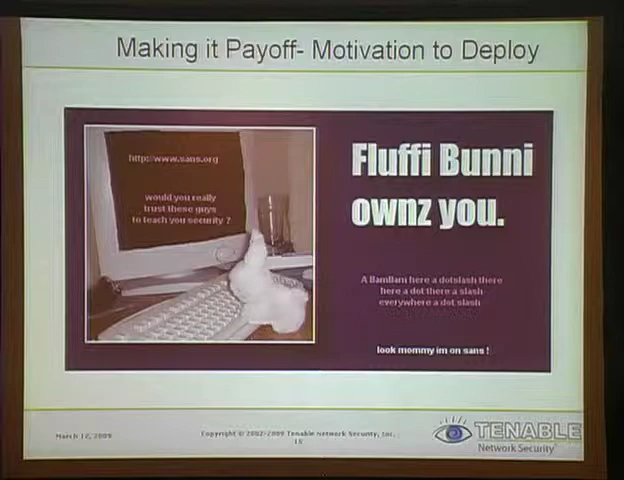 Making it Payoff- Motivation to Deploy
http://www.sans.org
would you really
trust these guys
to teach you security ?
Fluffi Bunni
ownz you.
A BamBam here a dotslash there
here a dot there a slash
everywhere a dot slash
look mommy im on sans !
March 12, 2009
Copyright © 2002-2009 Tenable Network Security, Inc.
16
TENABLE
Network Security